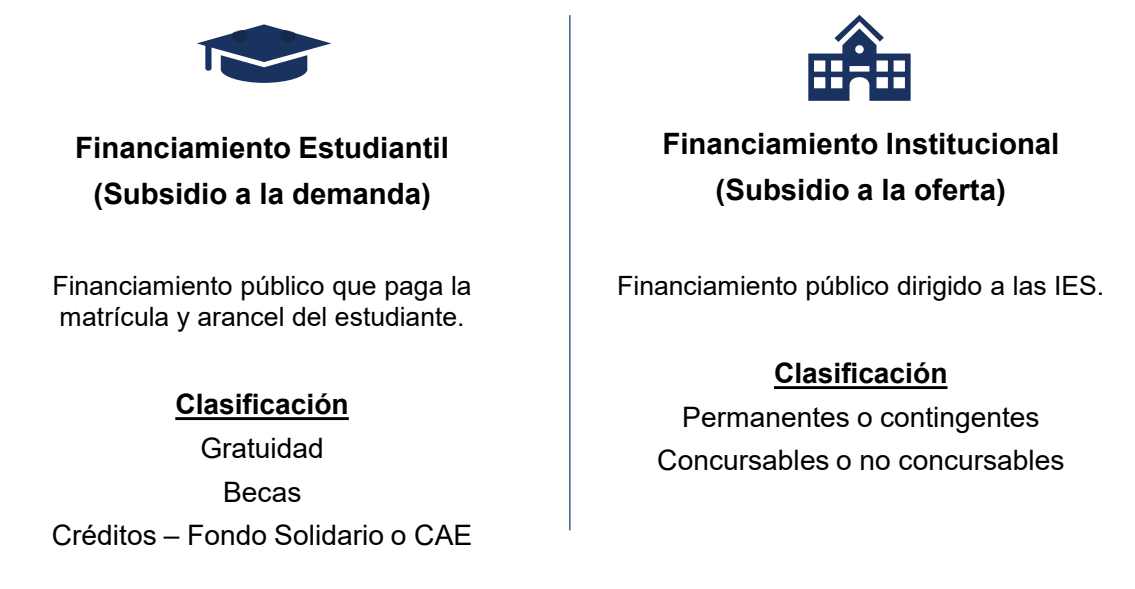 Financiamiento Estudiantil
(Subsidio a la demanda)
Financiamiento público que paga la
matrícula y arancel del estudiante.
Clasificación
Gratuidad
Becas
Créditos – Fondo Solidario o CAE
Financiamiento Institucional
(Subsidio a la oferta)
Financiamiento público dirigido a las IES.
Clasificación
Permanentes o contingentes
Concursables o no concursables